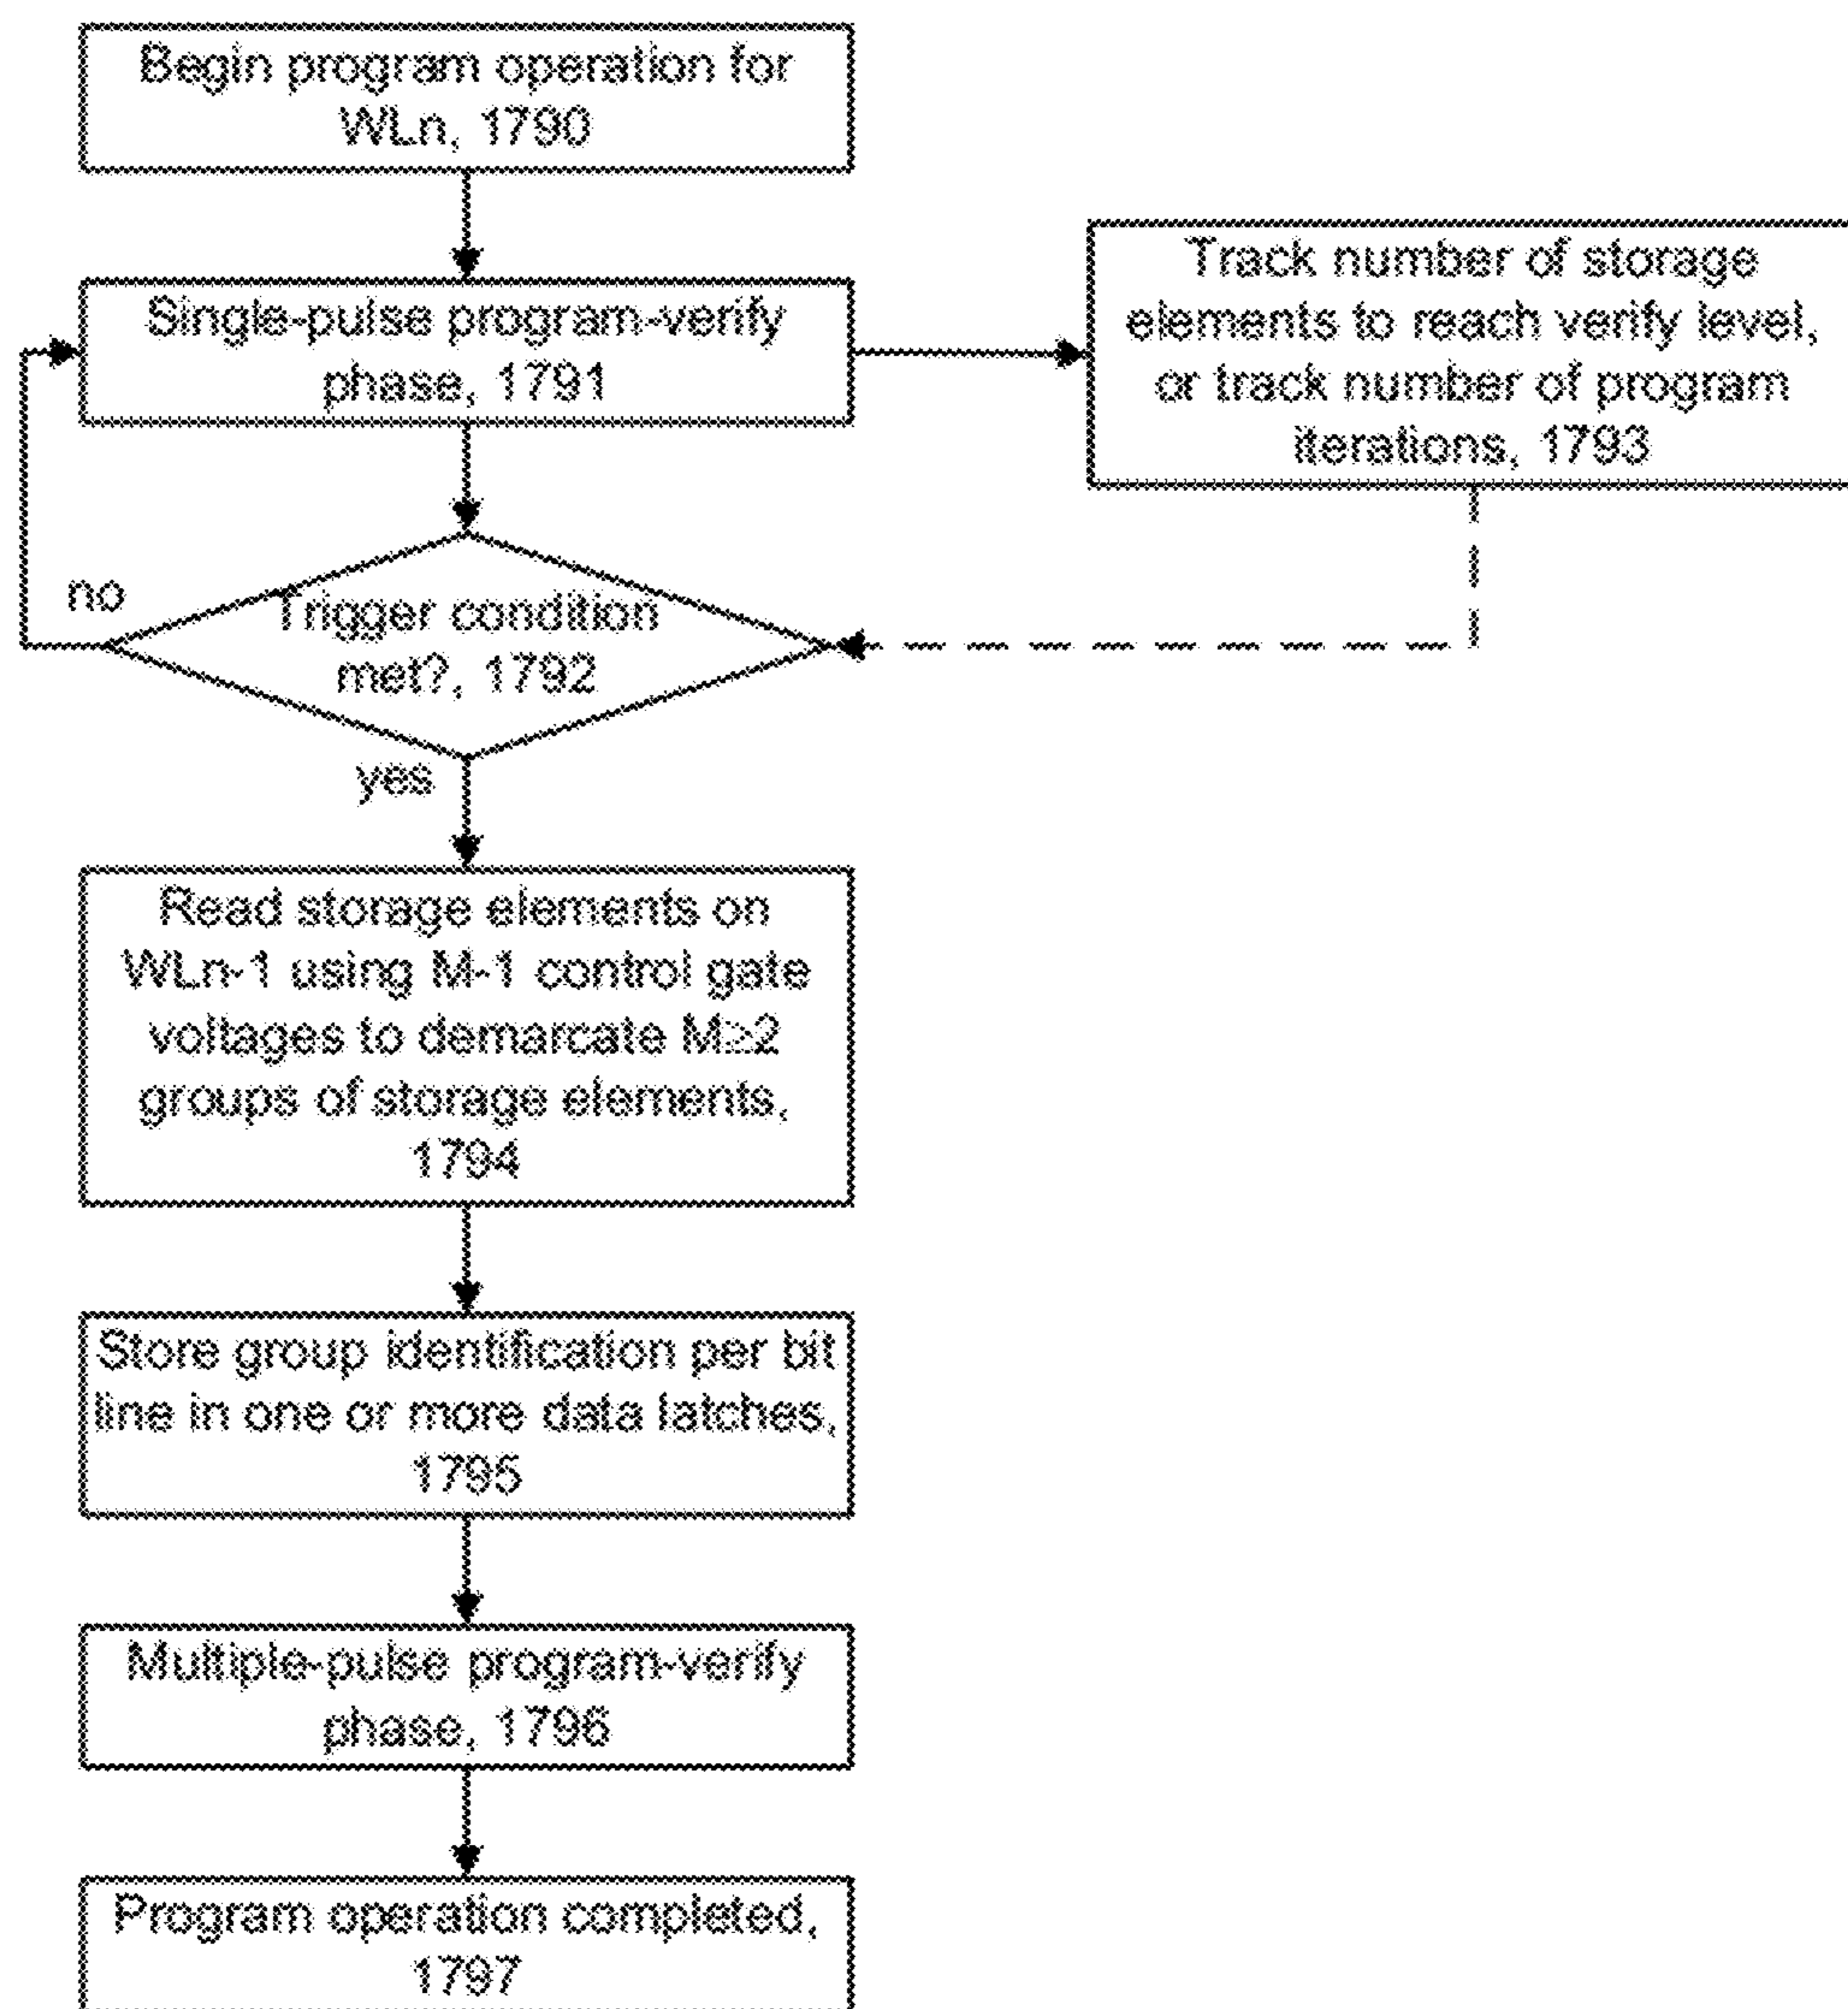 Begin program operation for
WLn, 1790
Single-pulse program-verify
phase, 1791
Track number of storage
elements to reach verify level,
or track number of program
iterations, 1793
no
Trigger condition
met?, 1792
yes
Read storage elements on
WLn-1 using M-1 control gate
voltages to demarcate M≥2
groups of storage elements,
1794
Store group identification per bit
line in one or more data latches,
1795
Multiple-pulse program-verify
phase, 1796
Program operation completed,
1797